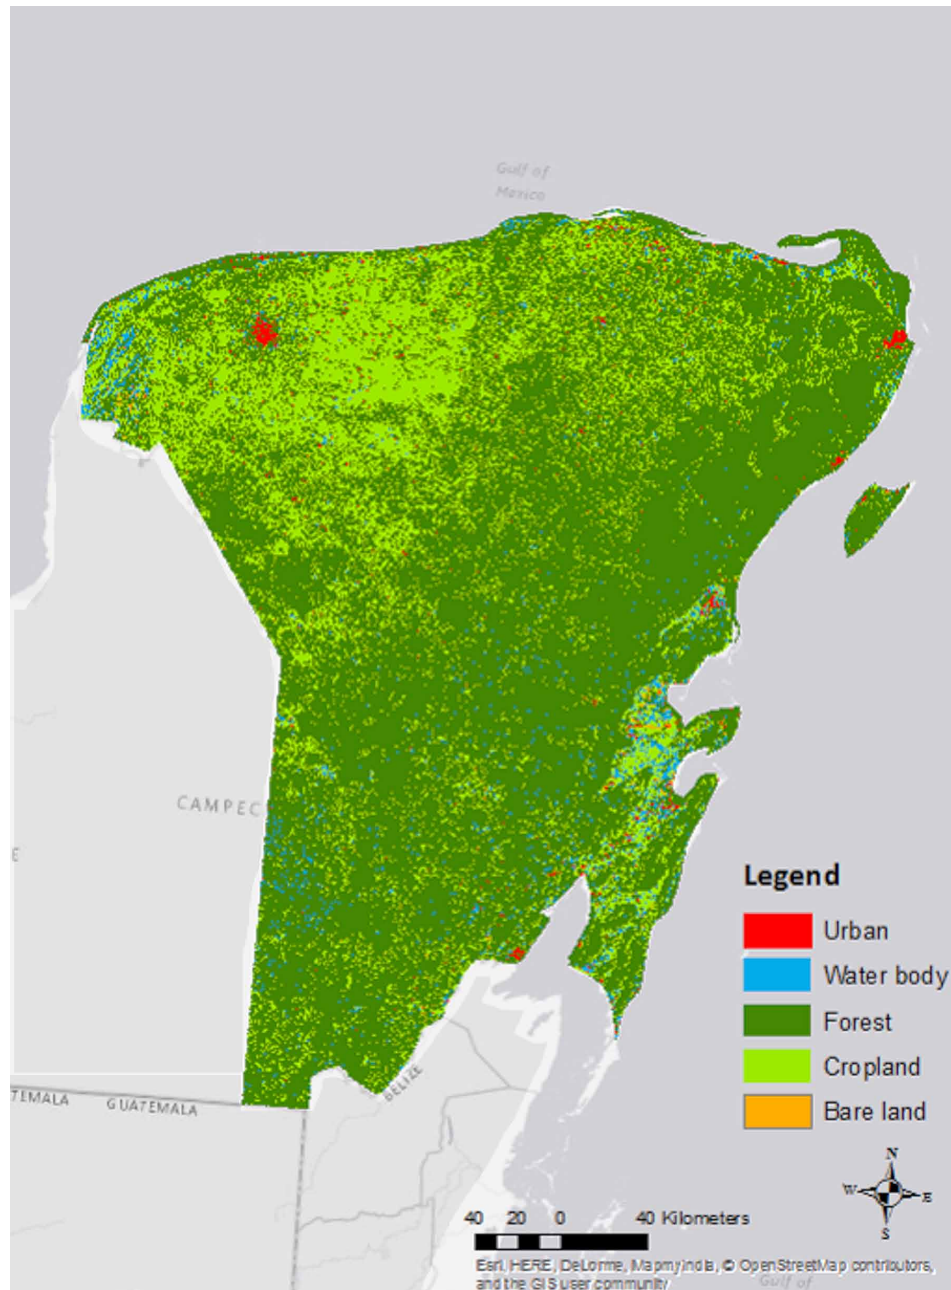 Gulf of
Mexico
CAMPEC
E
TEMALA
GUATEMALA
BELIZE
Legend
Urban
Water body
Forest
Cropland
Bare land
N
W
E
S
40 20 0 40 Kilometers
Esri, HERE, DeLorme, MapmyIndia, © OpenStreetMap contributors,
and the GIS user community
Gulf of